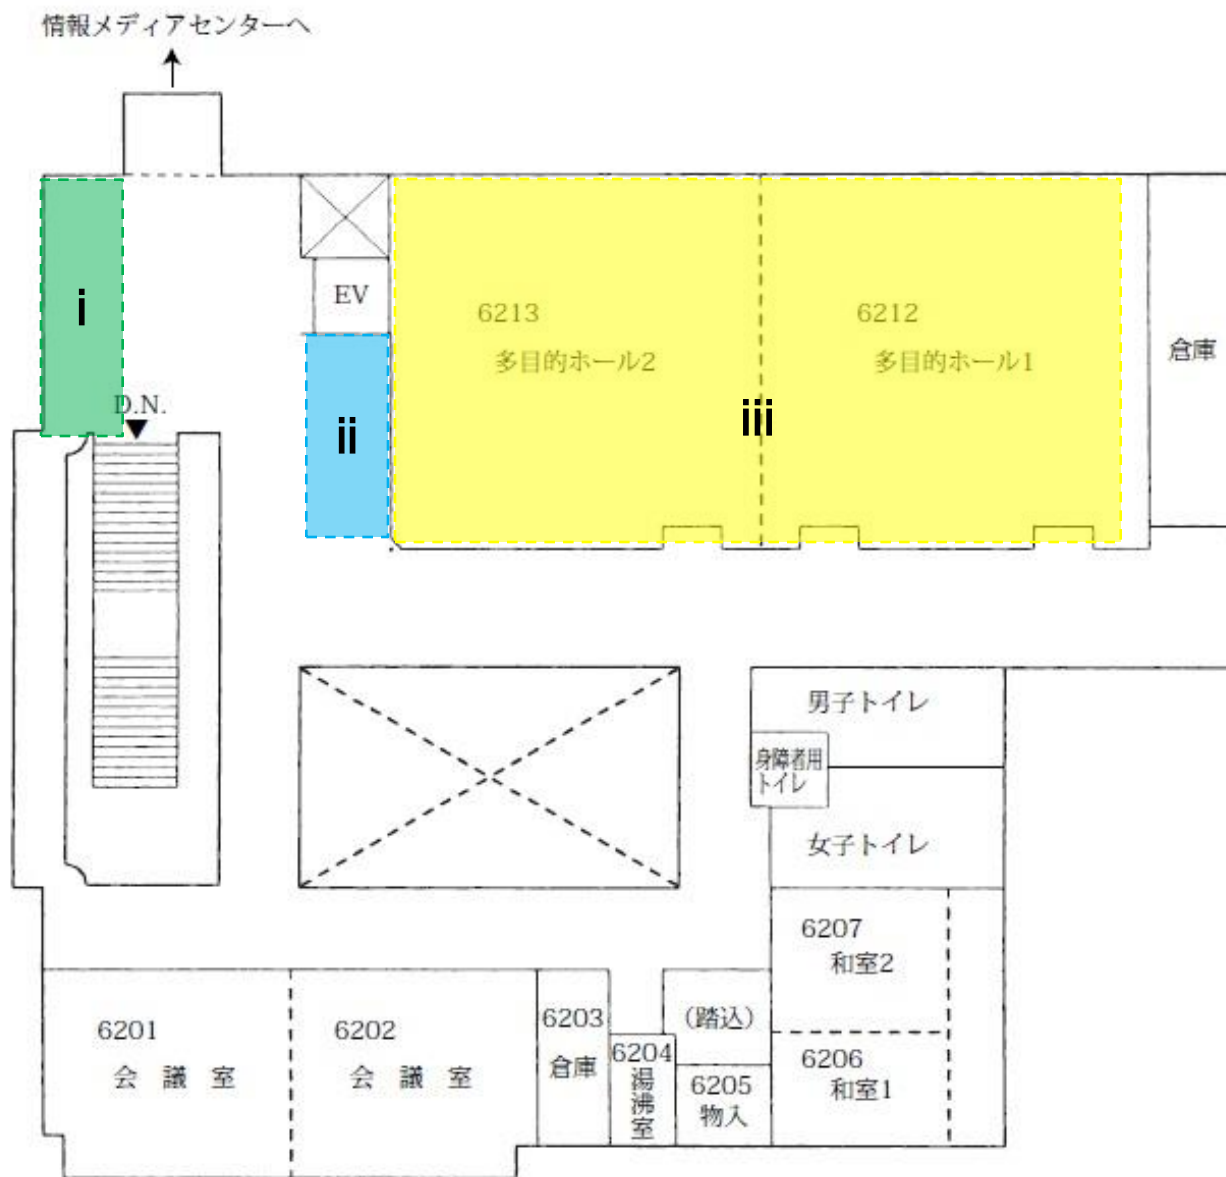 情報メディアセンターへ
i
EV
ii
D.N.
6213
多目的ホール2
6212
多目的ホール1
iii
倉庫
男子トイレ
身障者用
トイレ
女子トイレ
6207
和室2
6206
和室1
6201
会 議 室
6202
会 議 室
6203
倉庫
6204
湯沸室
(踏込)
6205
物入